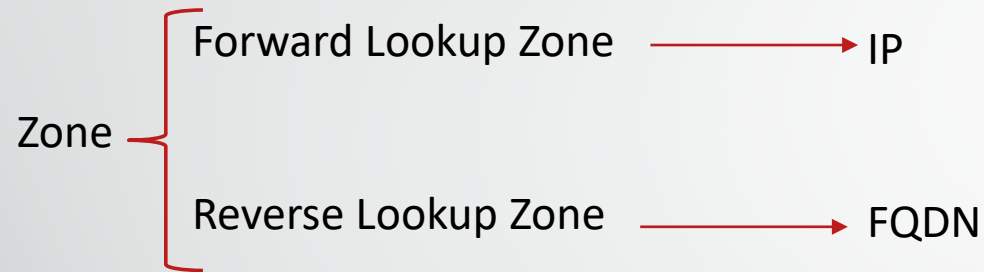 Forward Lookup Zone
IP
Zone
Reverse Lookup Zone
FQDN